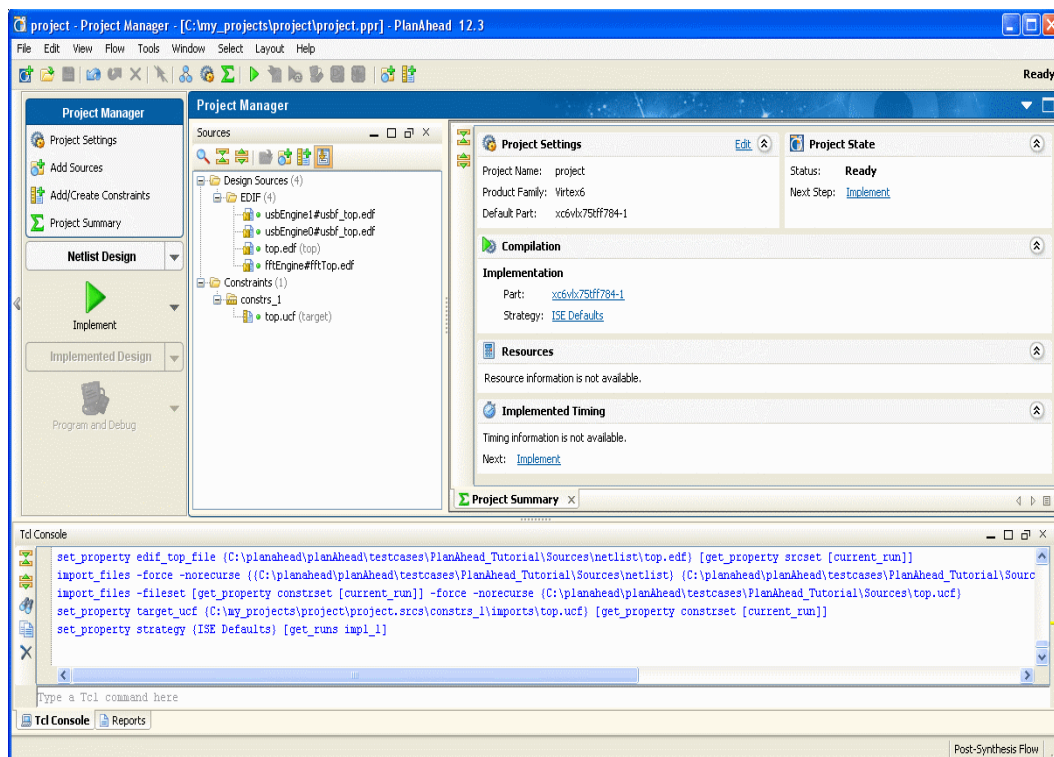 project - Project Manager - [C:\my_projects\project\project.ppr] - PlanAhead 12.3
File Edit View Flow Tools Window Select Layout Help
Ready
Project Manager
Project Settings
Add Sources
Add/Create Constraints
Project Summary
Netlist Design
Implement
Implemented Design
Program and Debug
Project Manager
Sources
Design Sources (4)
EDIF (4)
usbEngine1#usbf_top.edf
usbEngine0#usbf_top.edf
top.edf (top)
fftEngine#fftTop.edf
Constraints (1)
constrs_1
top.ucf (target)
Project Settings Edit
Project Name: project
Product Family: Virtex6
Default Part: xc6vlx75tff784-1
Project State
Status: Ready
Next Step: Implement
Compilation
Implementation
Part: xc6vlx75tff784-1
Strategy: ISE Defaults
Resources
Resource information is not available.
Implemented Timing
Timing information is not available.
Next: Implement
Project Summary
Tcl Console
set_property edif_top_file {C:\planahead\planAhead\testcases\PlanAhead_Tutorial\Sources\netlist\top.edf} [get_property srcset [current_run]]
import_files -force -norecurse {{C:\planahead\planAhead\testcases\PlanAhead_Tutorial\Sources\netlist} {C:\planahead\planAhead\testcases\PlanAhead_Tutorial\Sourc
import_files -fileset [get_property constrset [current_run]] -force -norecurse {C:\planahead\planAhead\testcases\PlanAhead_Tutorial\Sources\top.ucf}
set_property target_ucf {C:\my_projects\project\project.srcs\constrs_1\imports\top.ucf} [get_property constrset [current_run]]
set_property strategy {ISE Defaults} [get_runs impl_1]
Type a Tcl command here
Tcl Console Reports
Post-Synthesis Flow